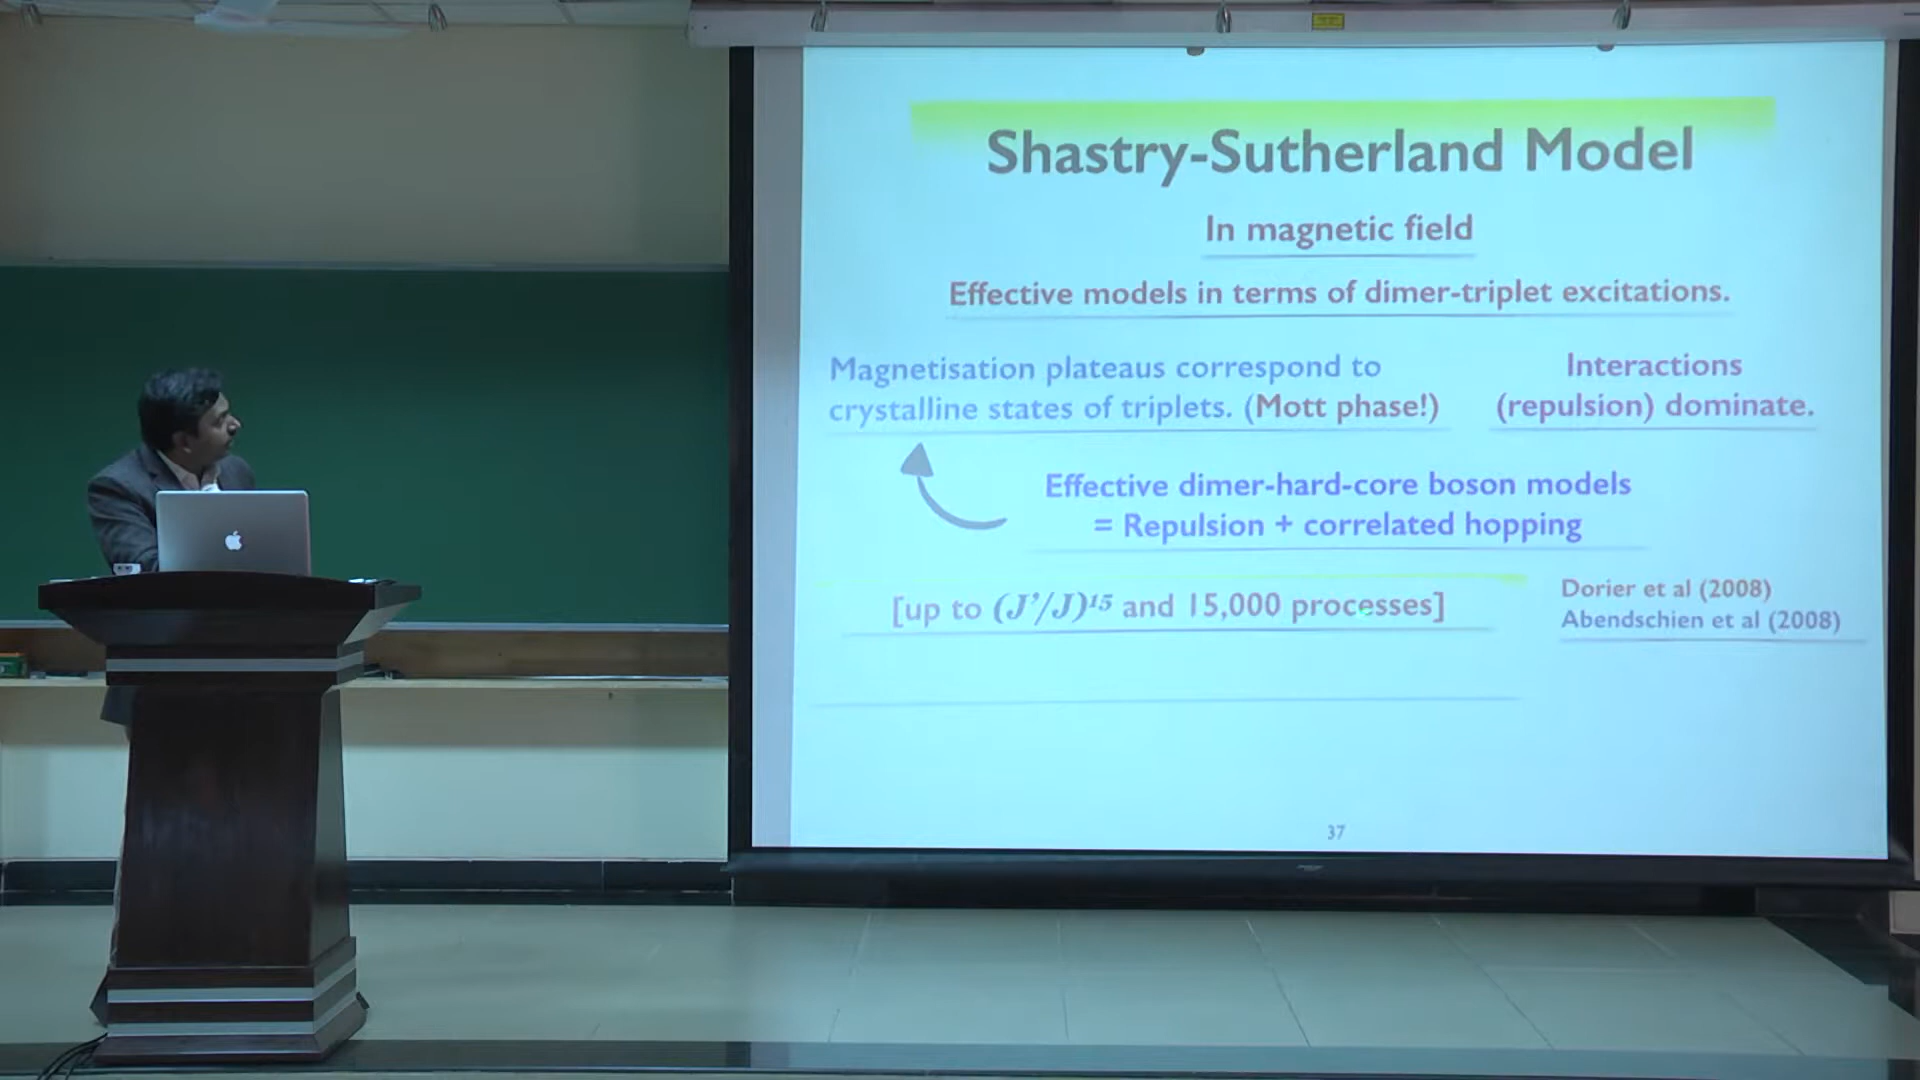 Shastry-Sutherland Model
In magnetic field
Effective models in terms of dimer-triplet excitations.
Magnetisation plateaus correspond to
crystalline states of triplets. (Mott phase!)
Interactions
(repulsion) dominate.
Effective dimer-hard-core boson models
= Repulsion + correlated hopping
[up to (J’/J)¹⁵ and 15,000 processes]
Dorier et al (2008)
Abendschien et al (2008)
37